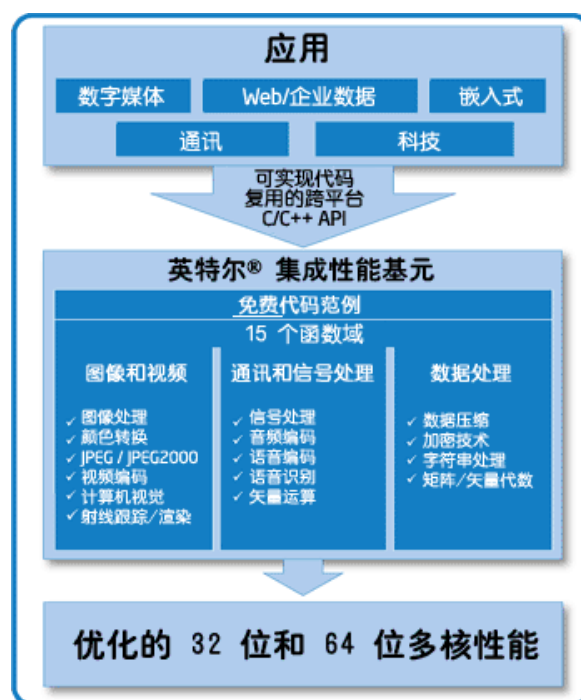 应用
数字媒体 Web/企业数据 嵌入式
通讯 科技
可实现代码
复用的跨平台
C/C++ API
英特尔® 集成性能基元
免费代码范例
15 个函数域
图像和视频
✓ 图像处理
✓ 颜色转换
✓ JPEG / JPEG2000
✓ 视频编码
✓ 计算机视觉
✓ 射线跟踪/渲染
通讯和信号处理
✓ 信号处理
✓ 音频编码
✓ 语音编码
✓ 语音识别
✓ 矢量运算
数据处理
✓ 数据压缩
✓ 加密技术
✓ 字符串处理
✓ 矩阵/矢量代数
优化的 32 位和 64 位多核性能